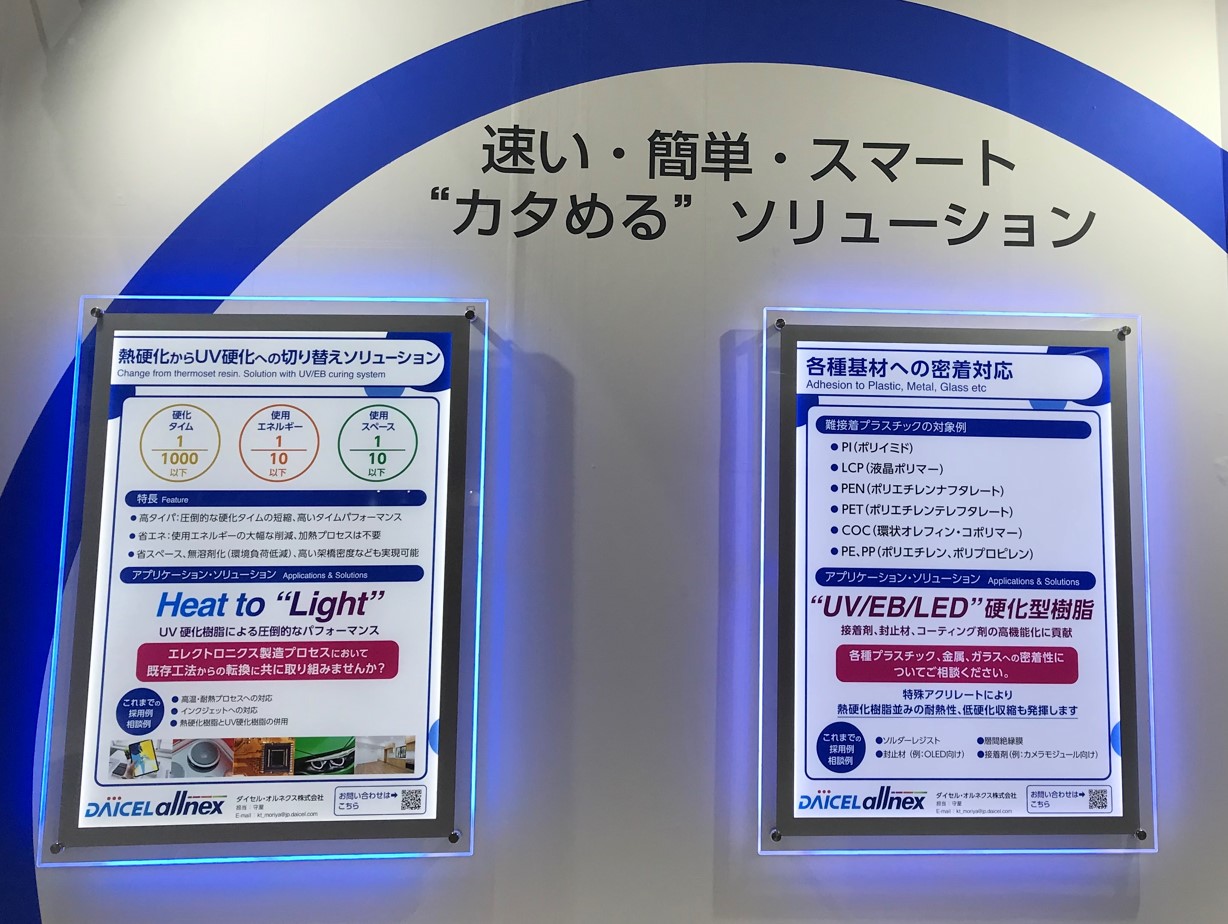 速い・簡単・スマート
“カタめる” ソリューション
熱硬化からUV硬化への切り替えソリューション
Change from thermoset resin. Solution with UV/EB curing system
硬化
タイム
1
1000
以下
使用
エネルギー
1
10
以下
使用
スペース
1
10
以下
特長 Feature
●高タイパ：圧倒的な硬化タイムの短縮、高いタイムパフォーマンス
●省エネ：使用エネルギーの大幅な削減、加熱プロセスは不要
●省スペース、無溶剤化（環境負荷低減）、高い架橋密度なども実現可能
アプリケーション・ソリューション Applications & Solutions
Heat to “Light”
UV 硬化樹脂による圧倒的なパフォーマンス
エレクトロニクス製造プロセスにおいて
既存工法からの転換に共に取り組みませんか？
これまでの
採用例
相談例
●高温・耐熱プロセスへの対応
●インクジェットへの対応
●熱硬化樹脂とUV硬化樹脂の併用
DAICEL allnex
ダイセル・オルネクス株式会社
担当：守屋
E-mail：kt_moriya@jp.daicel.com
お問い合わせは➡
こちら
各種基材への密着対応
Adhesion to Plastic, Metal, Glass etc
難接着プラスチックの対象例
●PI（ポリイミド）
●LCP（液晶ポリマー）
●PEN（ポリエチレンナフタレート）
●PET（ポリエチレンテレフタレート）
●COC（環状オレフィン・コポリマー）
●PE、PP（ポリエチレン、ポリプロピレン）
アプリケーション・ソリューション Applications & Solutions
“UV/EB/LED”硬化型樹脂
接着剤、封止材、コーティング剤の高機能化に貢献
各種プラスチック、金属、ガラスへの密着性に
ついてご相談ください。
特殊アクリレートにより
熱硬化樹脂並みの耐熱性、低硬化収縮も発揮します
これまでの
採用例
相談例
●ソルダーレジスト
●層間絶縁膜
●封止材（例：OLED向け）
●接着剤（例：カメラモジュール向け）
DAICEL allnex
ダイセル・オルネクス株式会社
担当：守屋
E-mail：kt_moriya@jp.daicel.com
お問い合わせは➡
こちら